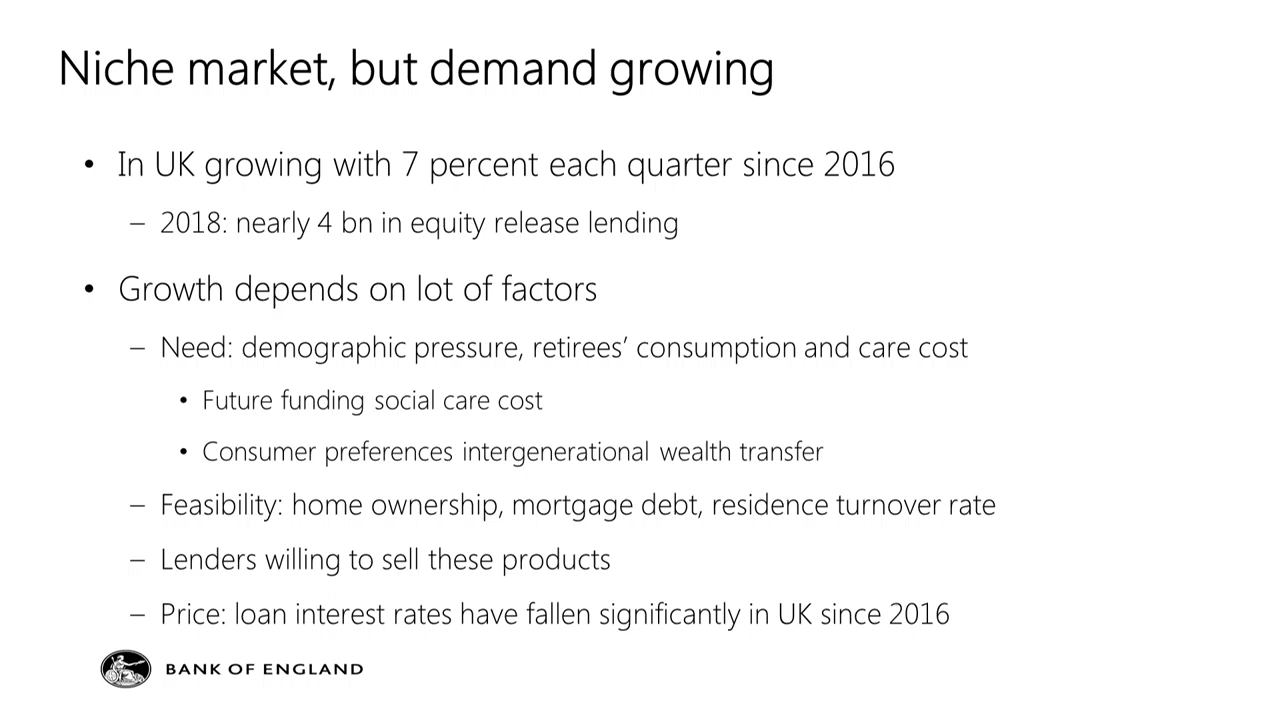 Niche market, but demand growing
• In UK growing with 7 percent each quarter since 2016
– 2018: nearly 4 bn in equity release lending
• Growth depends on lot of factors
– Need: demographic pressure, retirees’ consumption and care cost
• Future funding social care cost
• Consumer preferences intergenerational wealth transfer
– Feasibility: home ownership, mortgage debt, residence turnover rate
– Lenders willing to sell these products
– Price: loan interest rates have fallen significantly in UK since 2016
BANK OF ENGLAND